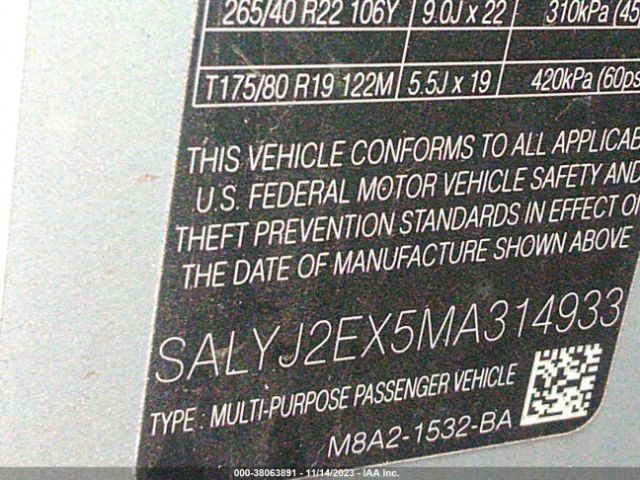 265/40 R22 106Y 9.0J x 22 310kPa (45
T175/80 R19 122M 5.5J x 19 420kPa (60ps
THIS VEHICLE CONFORMS TO ALL APPLICAB
U.S. FEDERAL MOTOR VEHICLE SAFETY AND
THEFT PREVENTION STANDARDS IN EFFECT ON
THE DATE OF MANUFACTURE SHOWN ABOVE
SALYJ2EX5MA314933
TYPE : MULTI-PURPOSE PASSENGER VEHICLE
M8A2-1532-BA
000-38063891 - 11/14/2023 - IAA Inc.